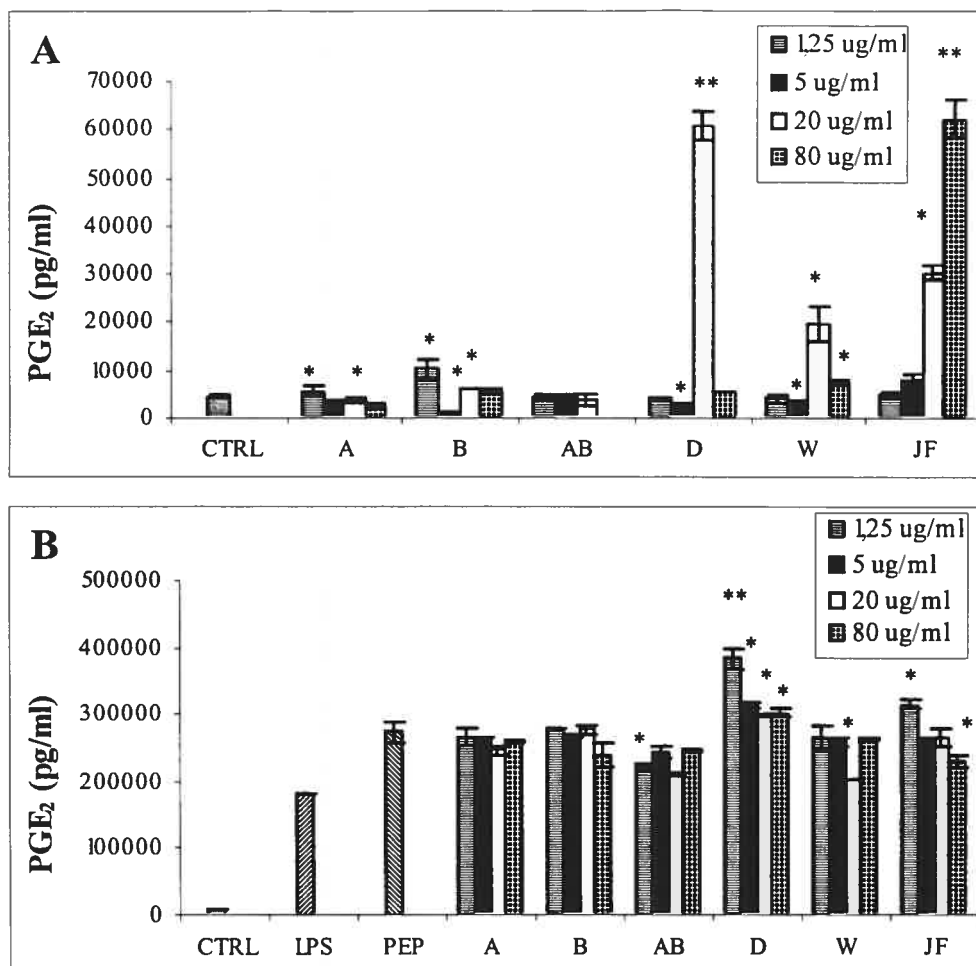 A
1,25 ug/ml
5 ug/ml
20 ug/ml
80 ug/ml
**
**
PGE2 (pg/ml)
70000
60000
50000
40000
30000
20000
10000
0
*
*
*
*
*
*
*
*
*
*
CTRL A B AB D W JF
B
1,25 ug/ml
5 ug/ml
20 ug/ml
80 ug/ml
PGE2 (pg/ml)
500000
400000
300000
200000
100000
0
**
*
*
*
*
*
*
*
CTRL LPS PEP A B AB D W JF